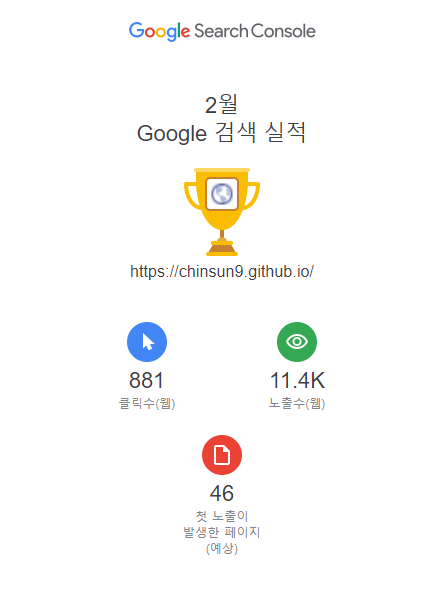 Google Search Console
2월
Google 검색 실적
https://chinsun9.github.io/
881
클릭수(웹)
11.4K
노출수(웹)
46
첫 노출이
발생한 페이지
(예상)